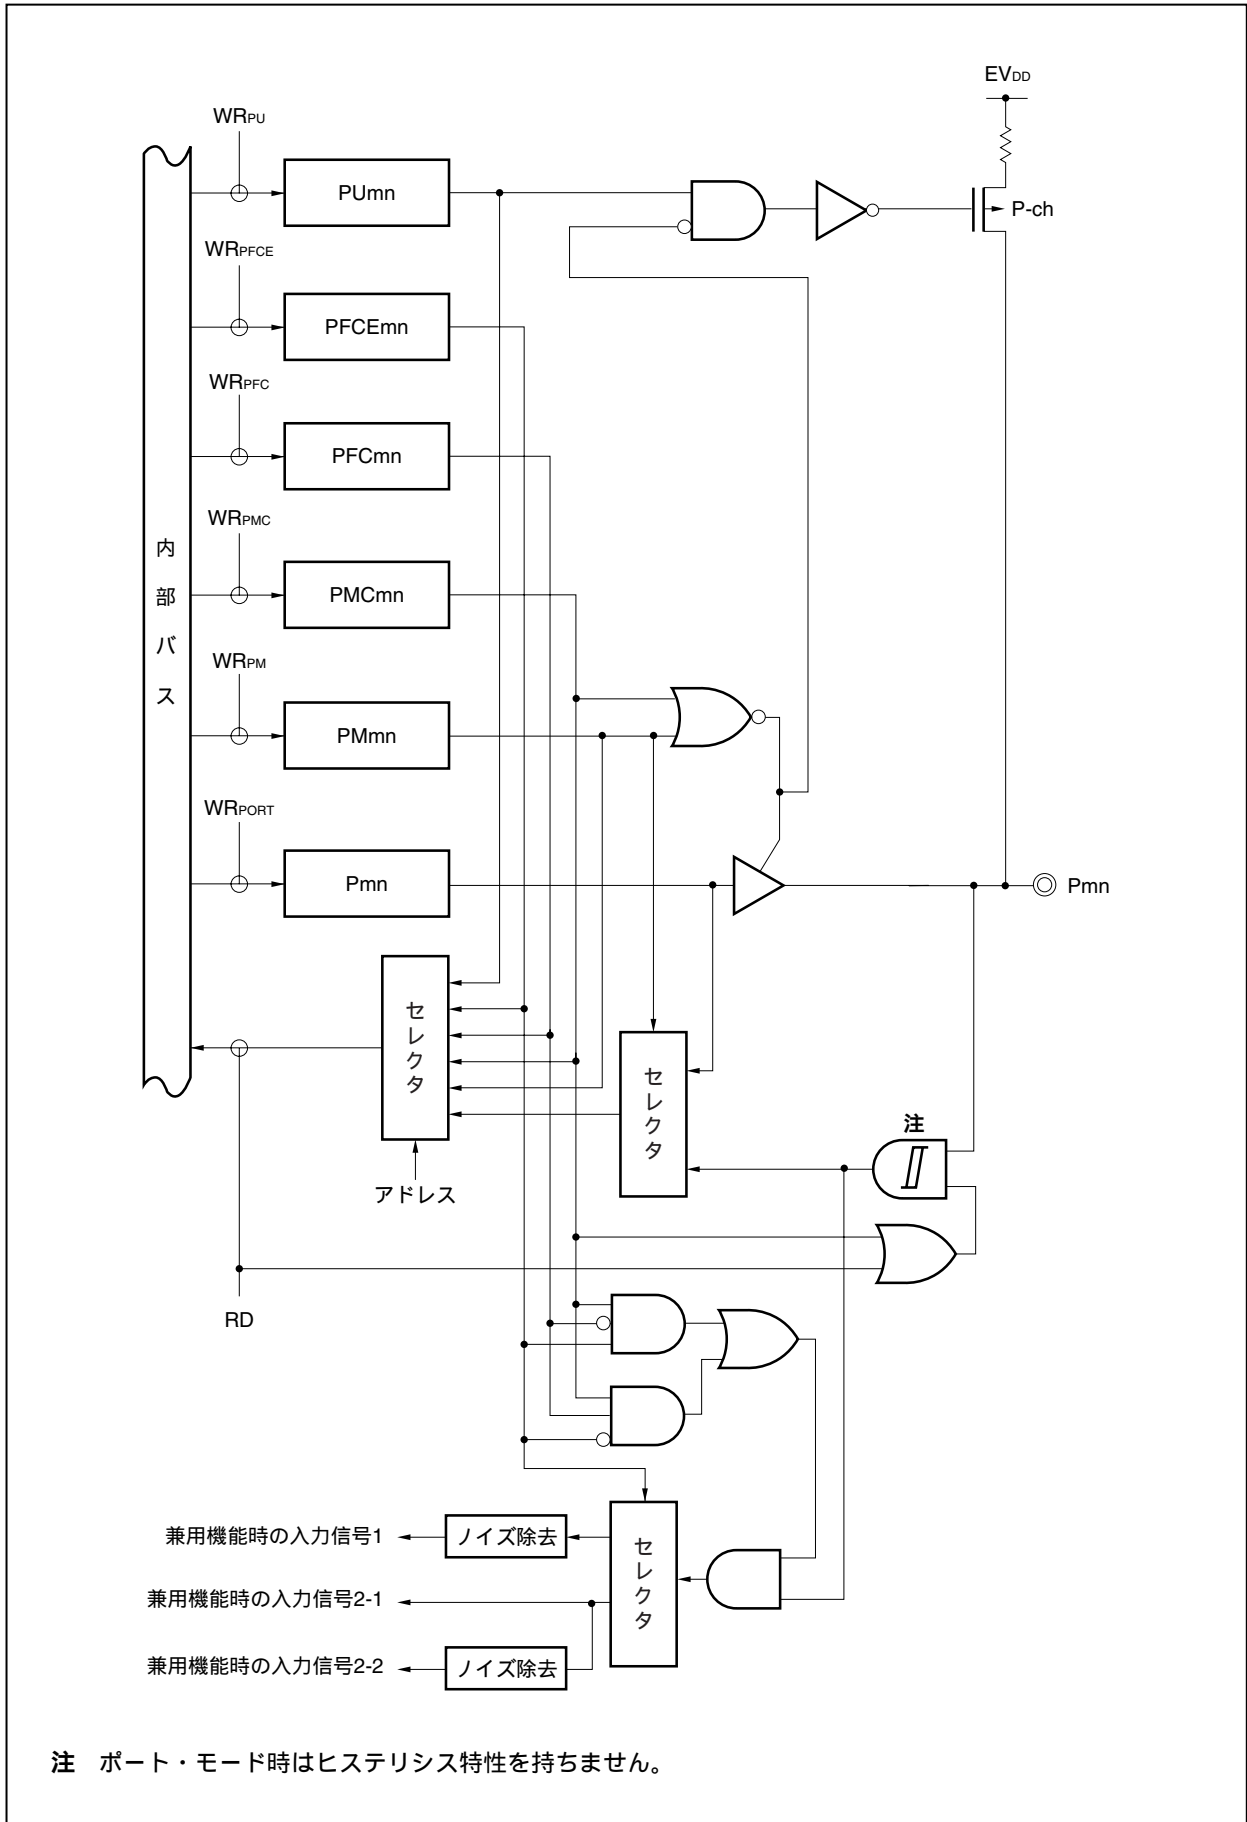 EVDD
WRPU
PUmn
P-ch
WRPFCE
PFCEmn
WRPFC
PFCmn
WRPMC
内部バス
PMCmn
WRPM
PMmn
WRPORT
Pmn
Pmn
セレクタ
セレクタ
注
アドレス
RD
兼用機能時の入力信号1
ノイズ除去
セレクタ
兼用機能時の入力信号2-1
兼用機能時の入力信号2-2
ノイズ除去
注 ポート・モード時はヒステリシス特性を持ちません。